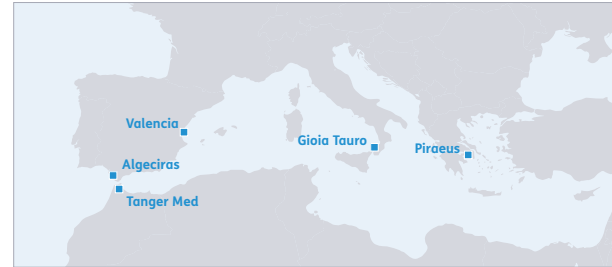 Valencia
Gioia Tauro
Piraeus
Algeciras
Tanger Med